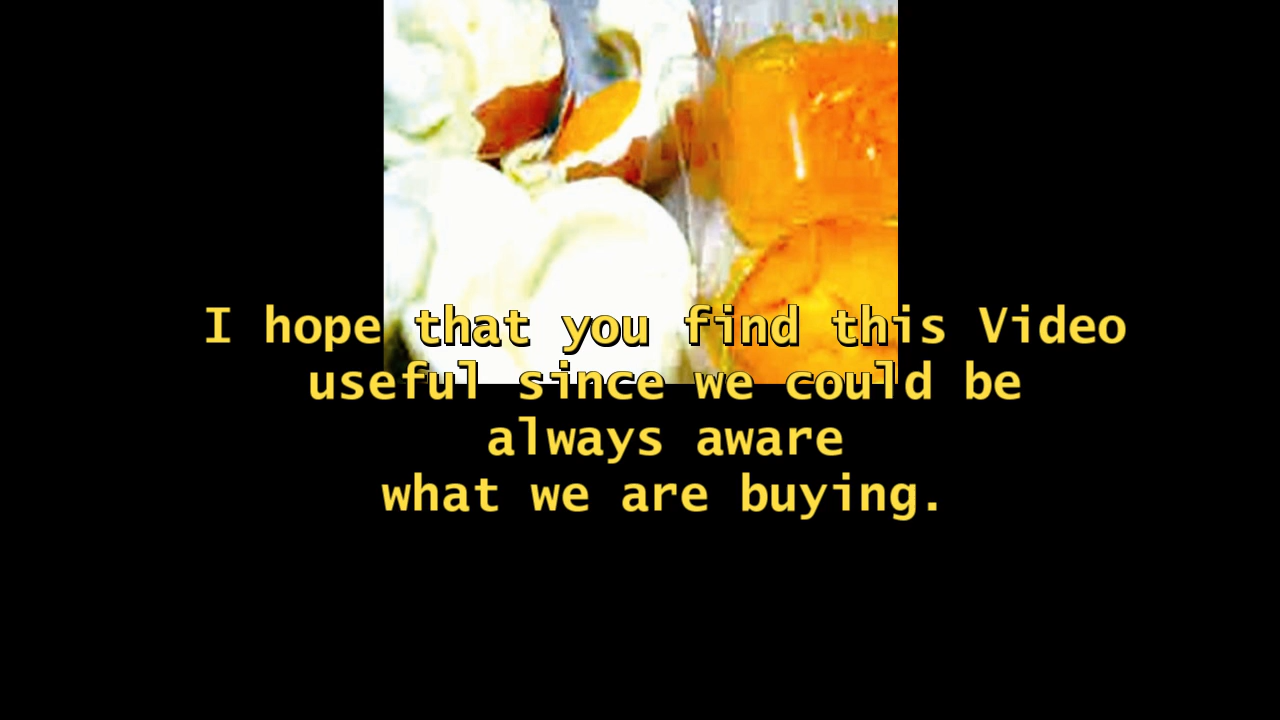 I hope that you find this Video
useful since we could be
always aware
what we are buying.